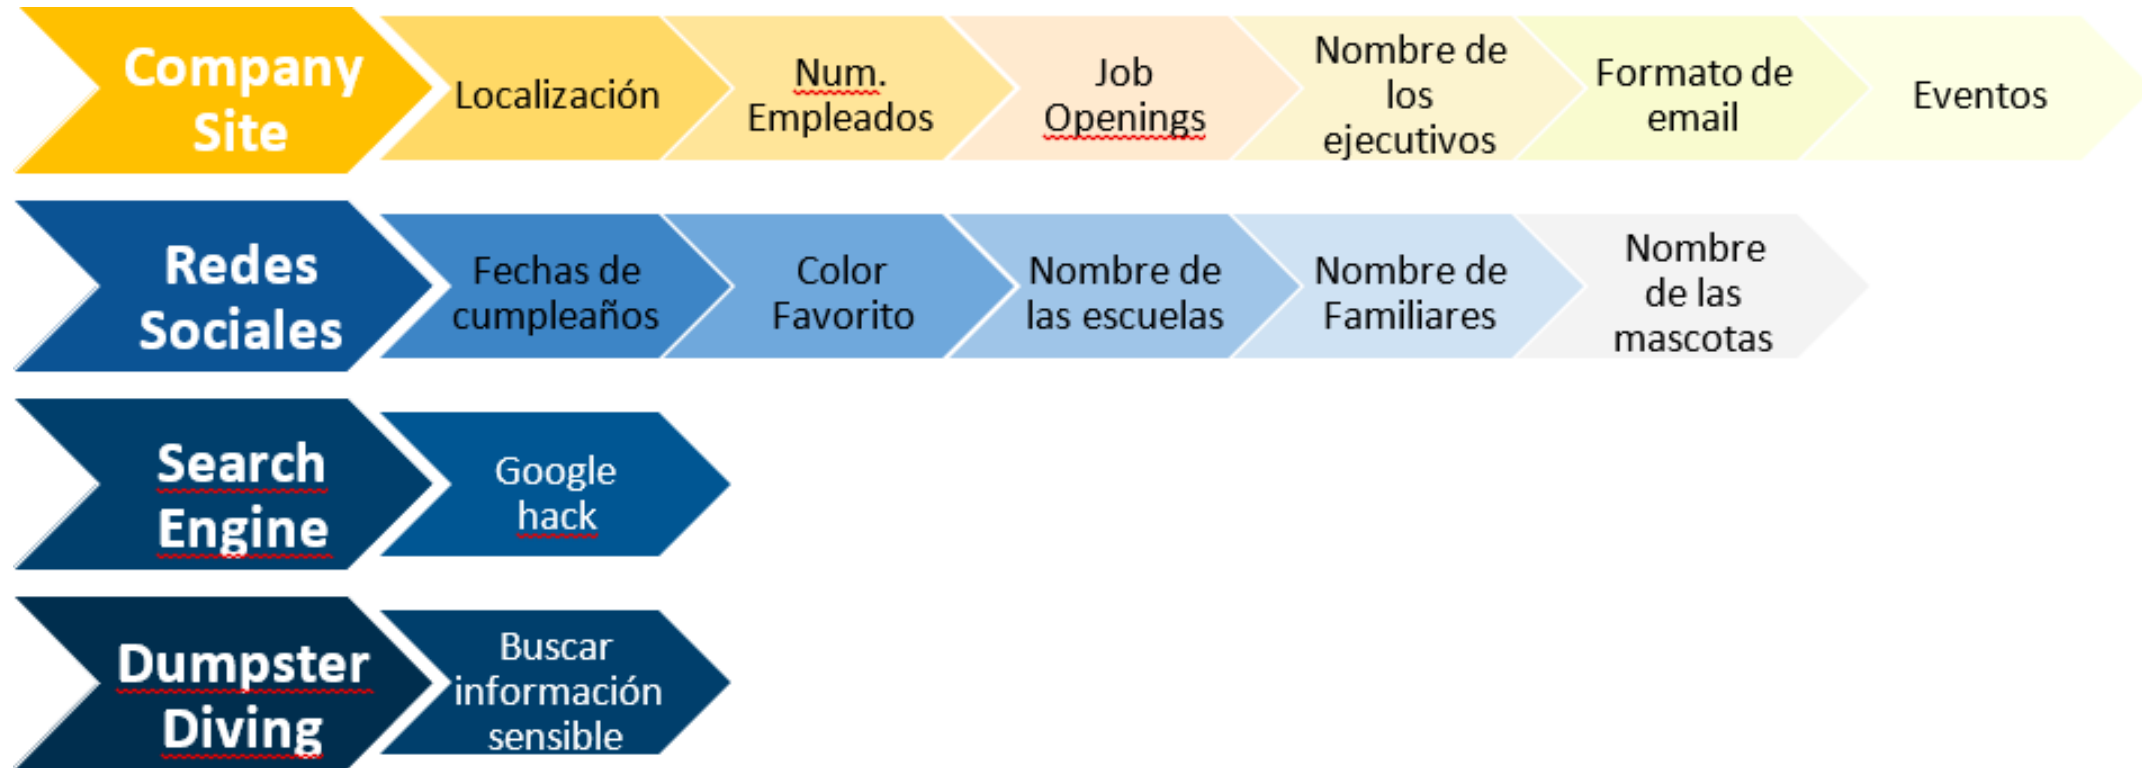 Company
Site
Localización
Num.
Empleados
Job
Openings
Nombre de
los
ejecutivos
Formato de
email
Eventos
Redes
Sociales
Fechas de
cumpleaños
Color
Favorito
Nombre de
las escuelas
Nombre de
Familiares
Nombre
de las
mascotas
Search
Engine
Google
hack
Dumpster
Diving
Buscar
información
sensible